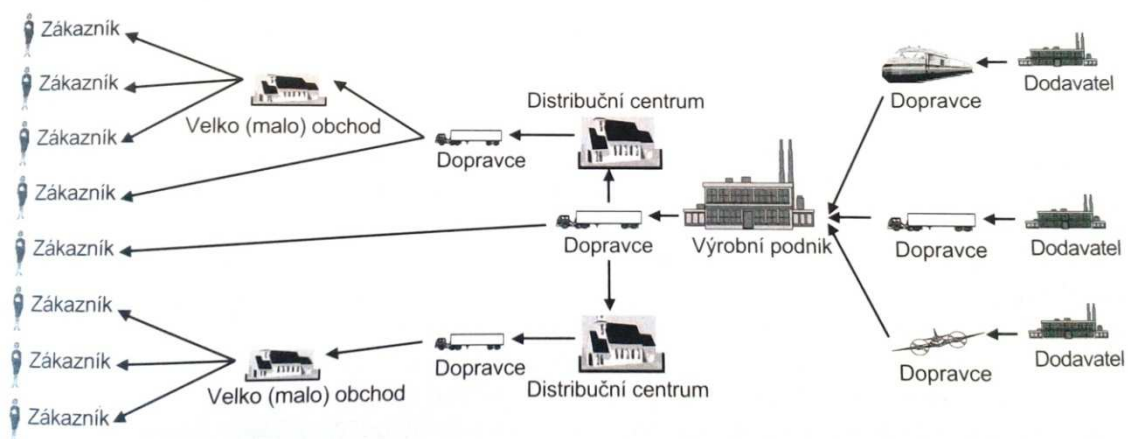 Zákazník
Zákazník
Zákazník
Zákazník
Zákazník
Zákazník
Zákazník
Zákazník
Velko (malo) obchod
Velko (malo) obchod
Dopravce
Dopravce
Distribuční centrum
Dopravce
Distribuční centrum
Výrobní podnik
Dopravce
Dopravce
Dopravce
Dodavatel
Dodavatel
Dodavatel